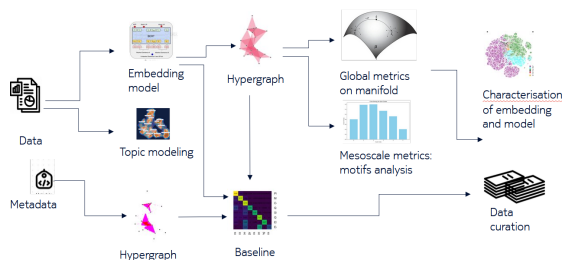 Embedding
model
Hypergraph
Global metrics
on manifold
Characterisation
of embedding
and model
Data
Topic modeling
Mesoscale metrics:
motifs analysis
Metadata
Hypergraph
Baseline
Data
curation